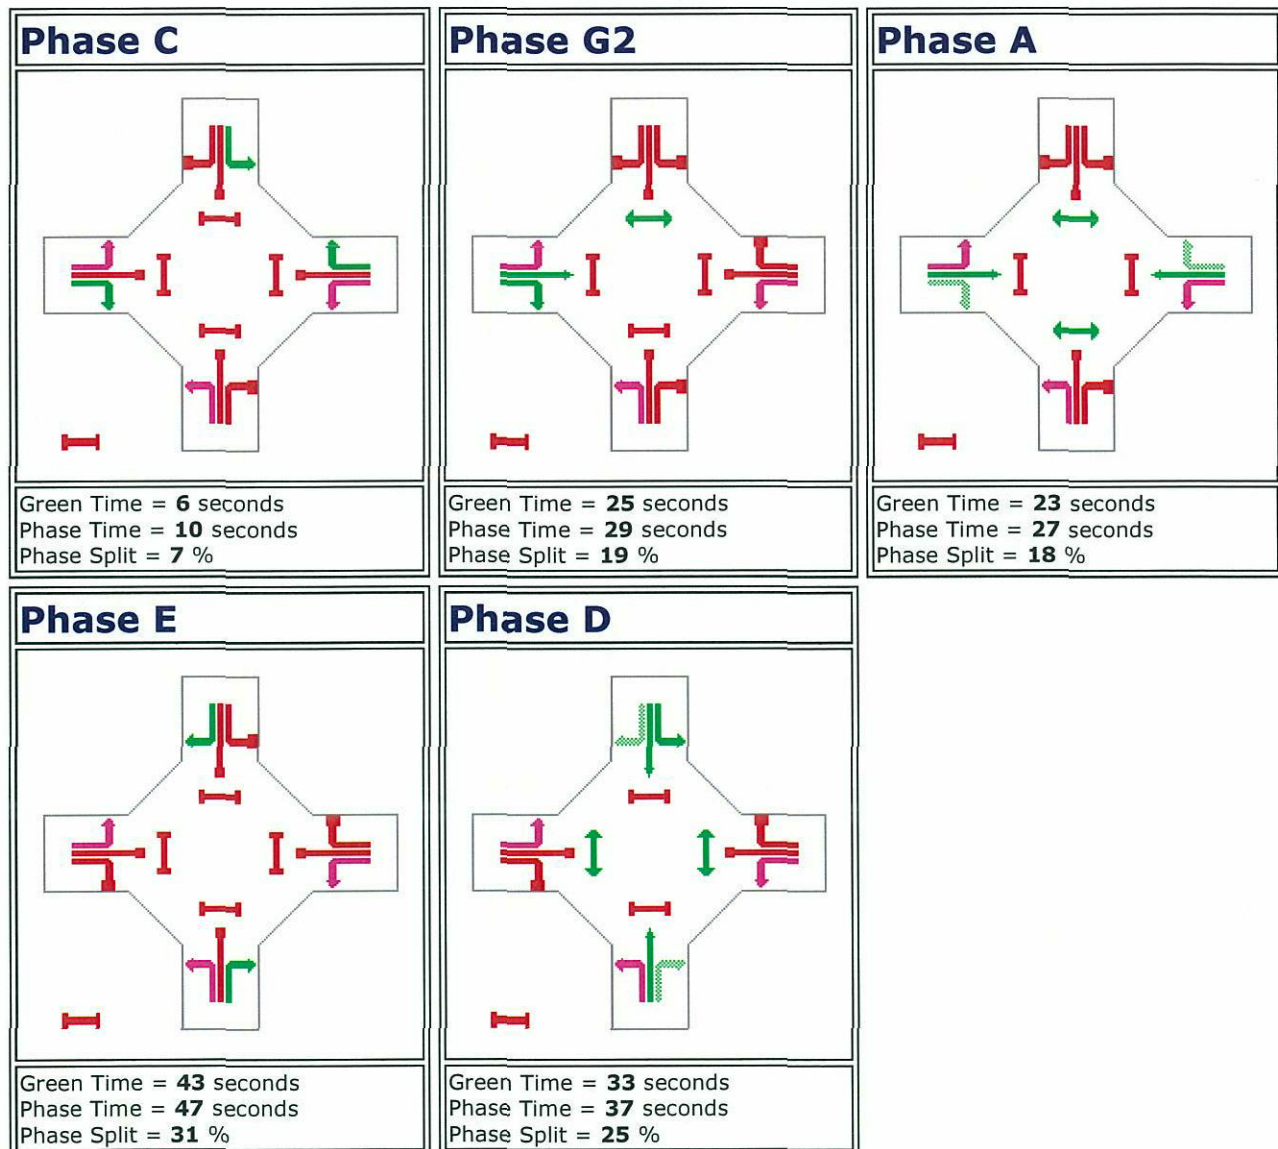 Phase C
Green Time = 6 seconds
Phase Time = 10 seconds
Phase Split = 7 %
Phase G2
Green Time = 25 seconds
Phase Time = 29 seconds
Phase Split = 19 %
Phase A
Green Time = 23 seconds
Phase Time = 27 seconds
Phase Split = 18 %
Phase E
Green Time = 43 seconds
Phase Time = 47 seconds
Phase Split = 31 %
Phase D
Green Time = 33 seconds
Phase Time = 37 seconds
Phase Split = 25 %